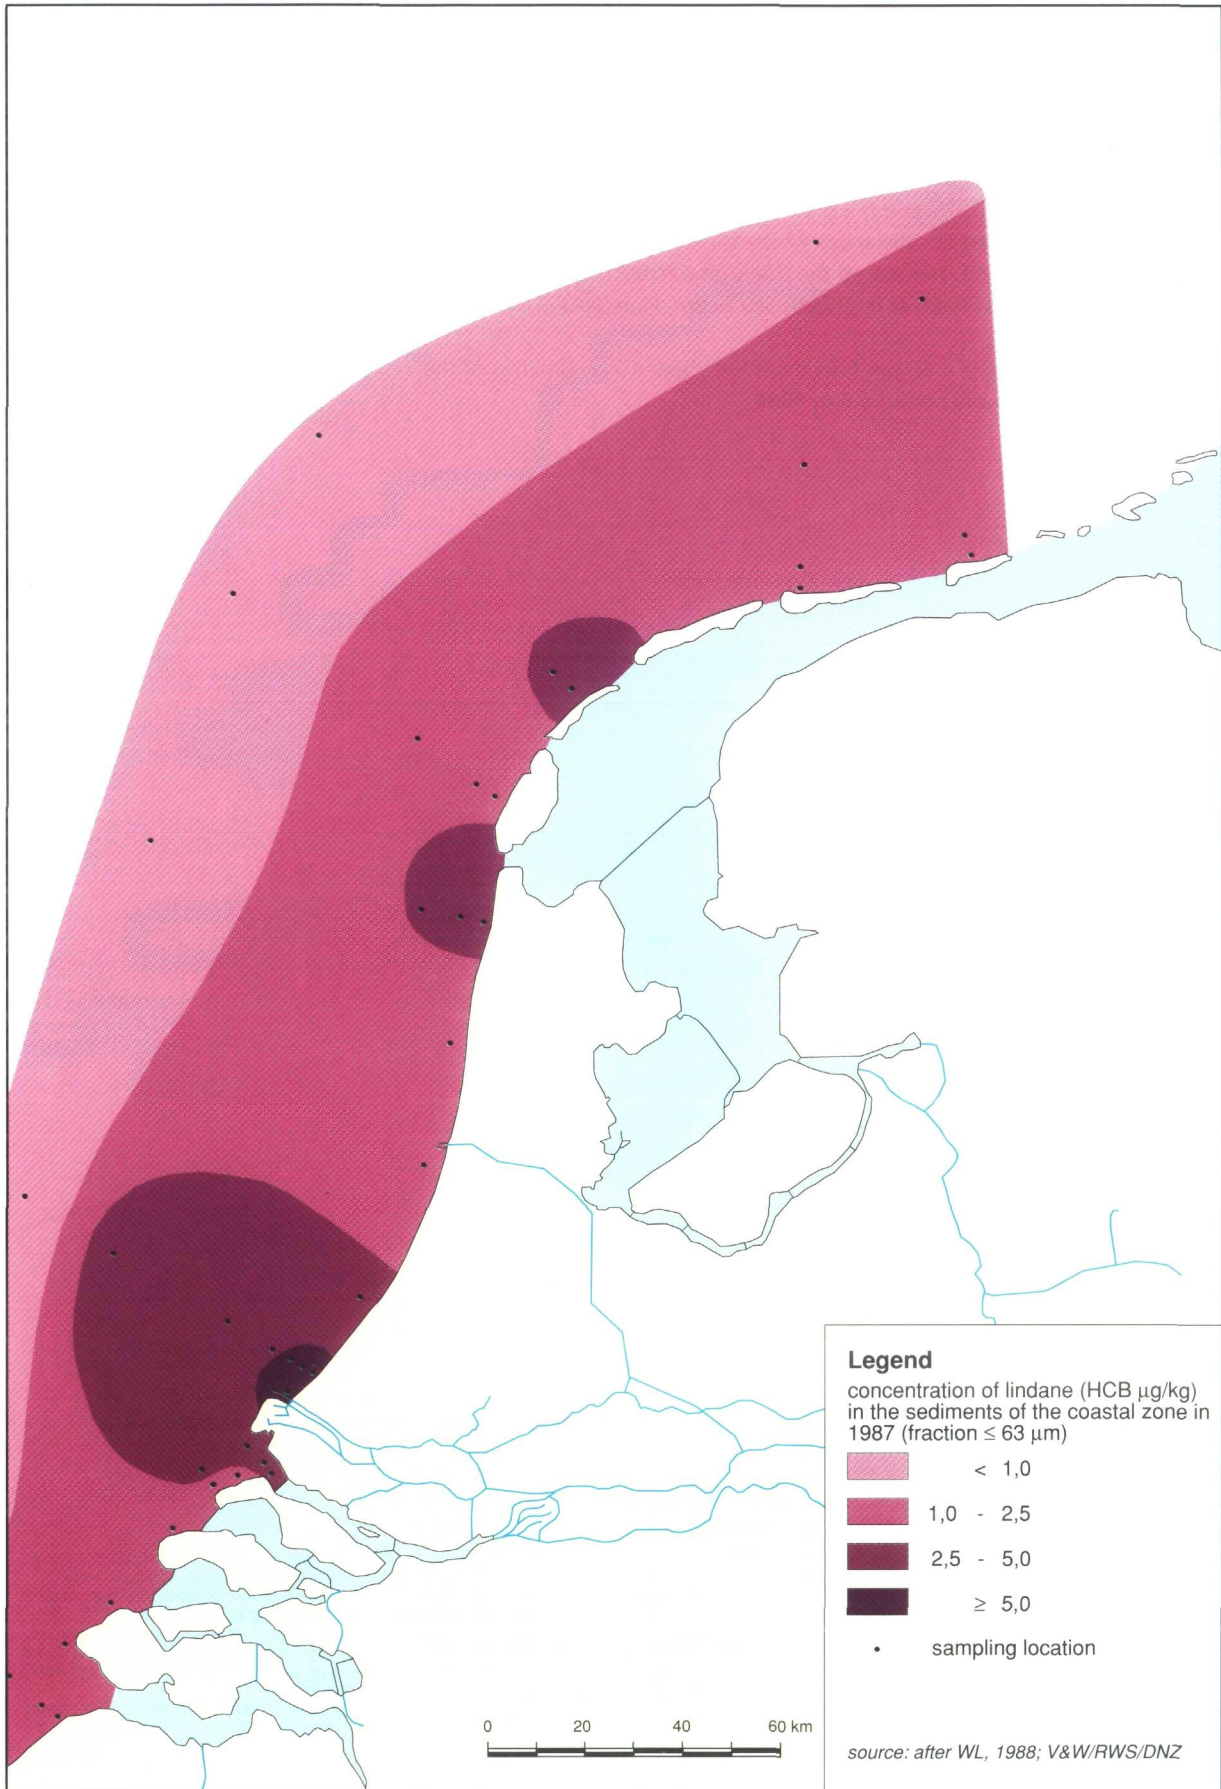 Legend
concentration of lindane (HCB µg/kg)
in the sediments of the coastal zone in
1987 (fraction ≤ 63 µm)
< 1,0
1,0 - 2,5
2,5 - 5,0
≥ 5,0
• sampling location
0 20 40 60 km
source: after WL, 1988; V&W/RWS/DNZ